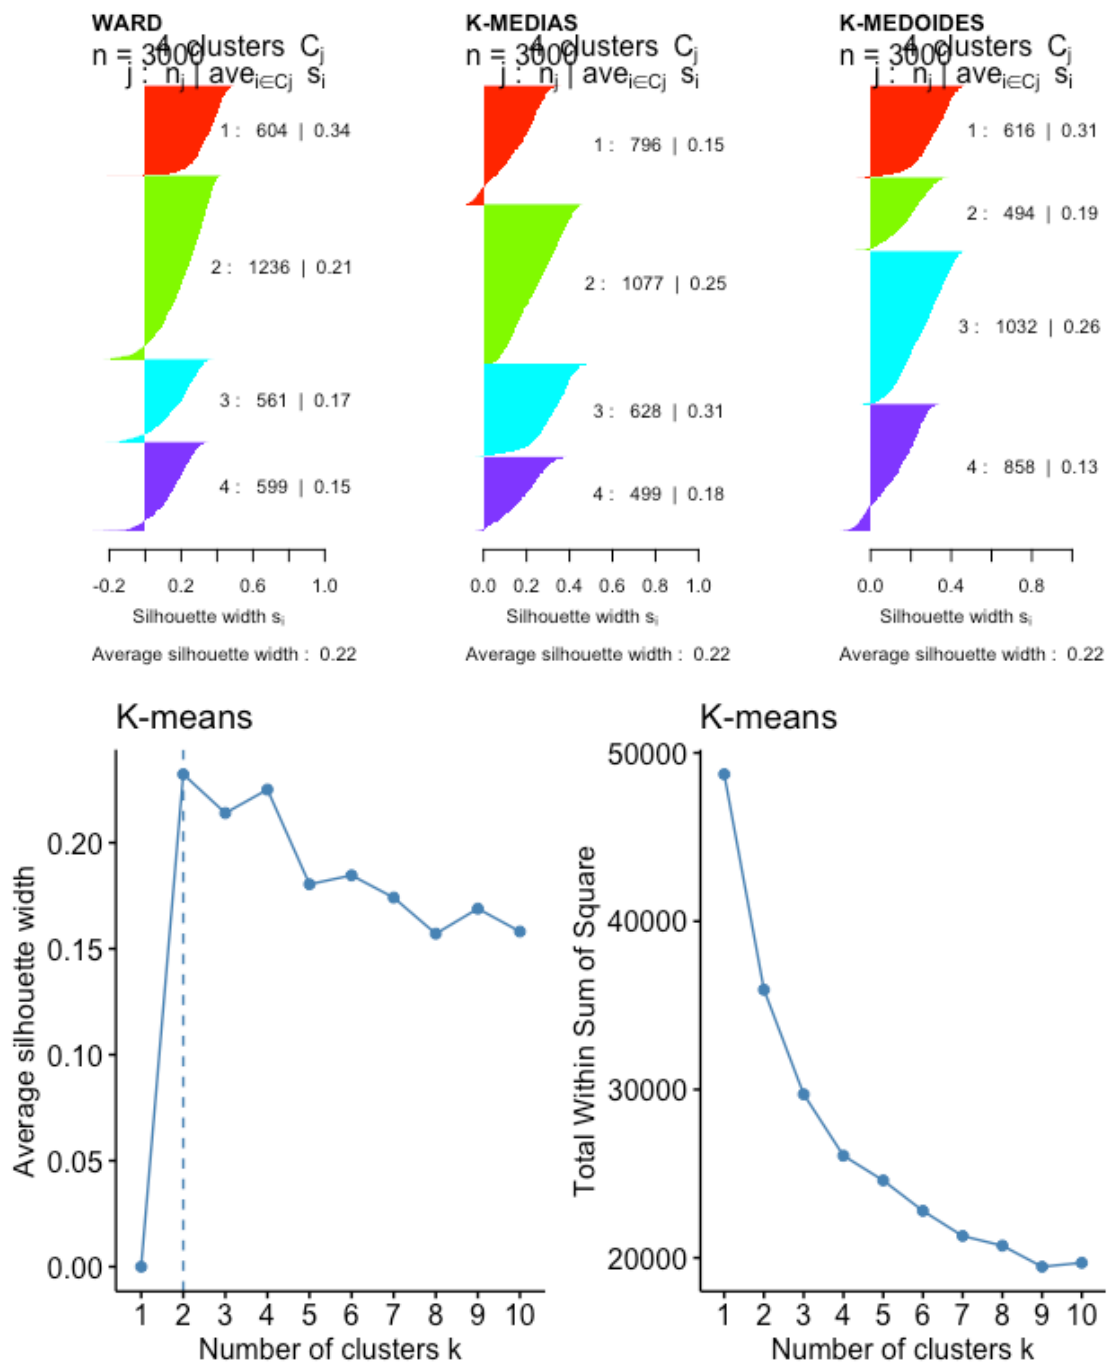 WARD
n = 3000
4 clusters Cj
j : nj | avei∈Cj si
1 : 604 | 0.34
2 : 1236 | 0.21
3 : 561 | 0.17
4 : 599 | 0.15
-0.2 0.2 0.6 1.0
Silhouette width si
Average silhouette width : 0.22
K-MEDIAS
n = 3000
4 clusters Cj
j : nj | avei∈Cj si
1 : 796 | 0.15
2 : 1077 | 0.25
3 : 628 | 0.31
4 : 499 | 0.18
0.0 0.2 0.4 0.6 0.8 1.0
Silhouette width si
Average silhouette width : 0.22
K-MEDOIDES
n = 3000
4 clusters Cj
j : nj | avei∈Cj si
1 : 616 | 0.31
2 : 494 | 0.19
3 : 1032 | 0.26
4 : 858 | 0.13
0.0 0.4 0.8
Silhouette width si
Average silhouette width : 0.22
K-means
Average silhouette width
0.20
0.15
0.10
0.05
0.00
1 2 3 4 5 6 7 8 9 10
Number of clusters k
K-means
Total Within Sum of Square
50000
40000
30000
20000
1 2 3 4 5 6 7 8 9 10
Number of clusters k